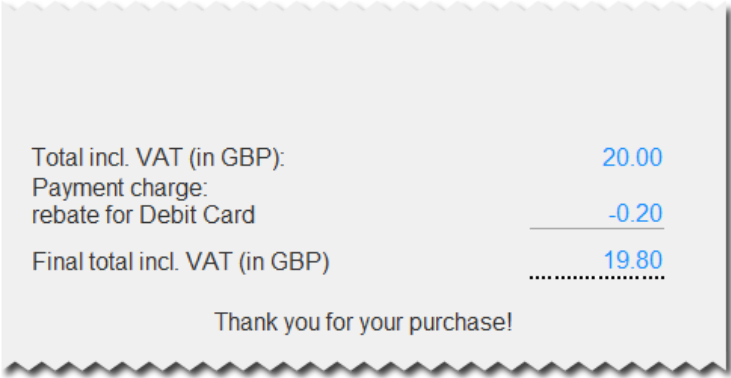 Total incl. VAT (in GBP): 20.00
Payment charge:
rebate for Debit Card -0.20
Final total incl. VAT (in GBP) 19.80
Thank you for your purchase!